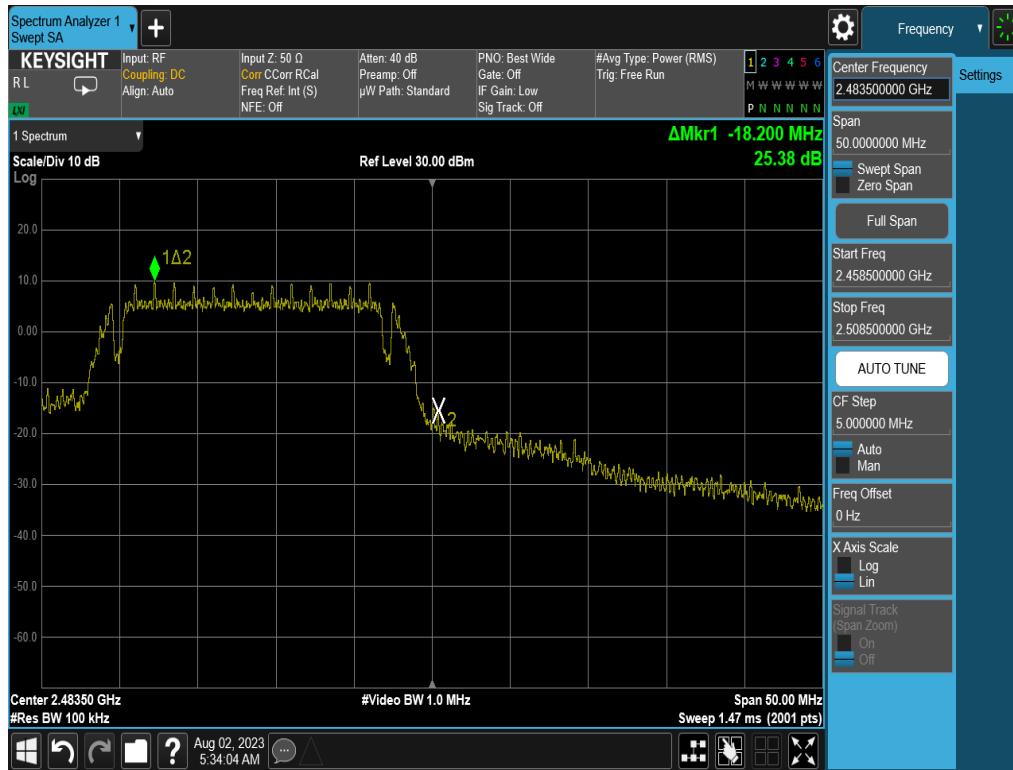 Spectrum Analyzer 1
Swept SA
+
Frequency
Settings
KEYSIGHT
R L
LXI
Input: RF
Coupling: DC
Align: Auto
Input Z: 50 Ω
Corr CCorr RCal
Freq Ref: Int (S)
NFE: Off
Atten: 40 dB
Preamp: Off
µW Path: Standard
PNO: Best Wide
Gate: Off
IF Gain: Low
Sig Track: Off
#Avg Type: Power (RMS)
Trig: Free Run
1 2 3 4 5 6
M W W W W W
P N N N N N
1 Spectrum
ΔMkr1 -18.200 MHz
25.38 dB
Scale/Div 10 dB
Ref Level 30.00 dBm
Log
20.0
10.0
0.00
-10.0
-20.0
-30.0
-40.0
-50.0
-60.0
1Δ2
X2
Center 2.48350 GHz
#Video BW 1.0 MHz
Span 50.00 MHz
#Res BW 100 kHz
Sweep 1.47 ms (2001 pts)
Center Frequency
2.483500000 GHz
Span
50.0000000 MHz
Swept Span
Zero Span
Full Span
Start Freq
2.458500000 GHz
Stop Freq
2.508500000 GHz
AUTO TUNE
CF Step
5.000000 MHz
Auto
Man
Freq Offset
0 Hz
X Axis Scale
Log
Lin
Signal Track
(Span Zoom)
On
Off
?
Aug 02, 2023
5:34:04 AM